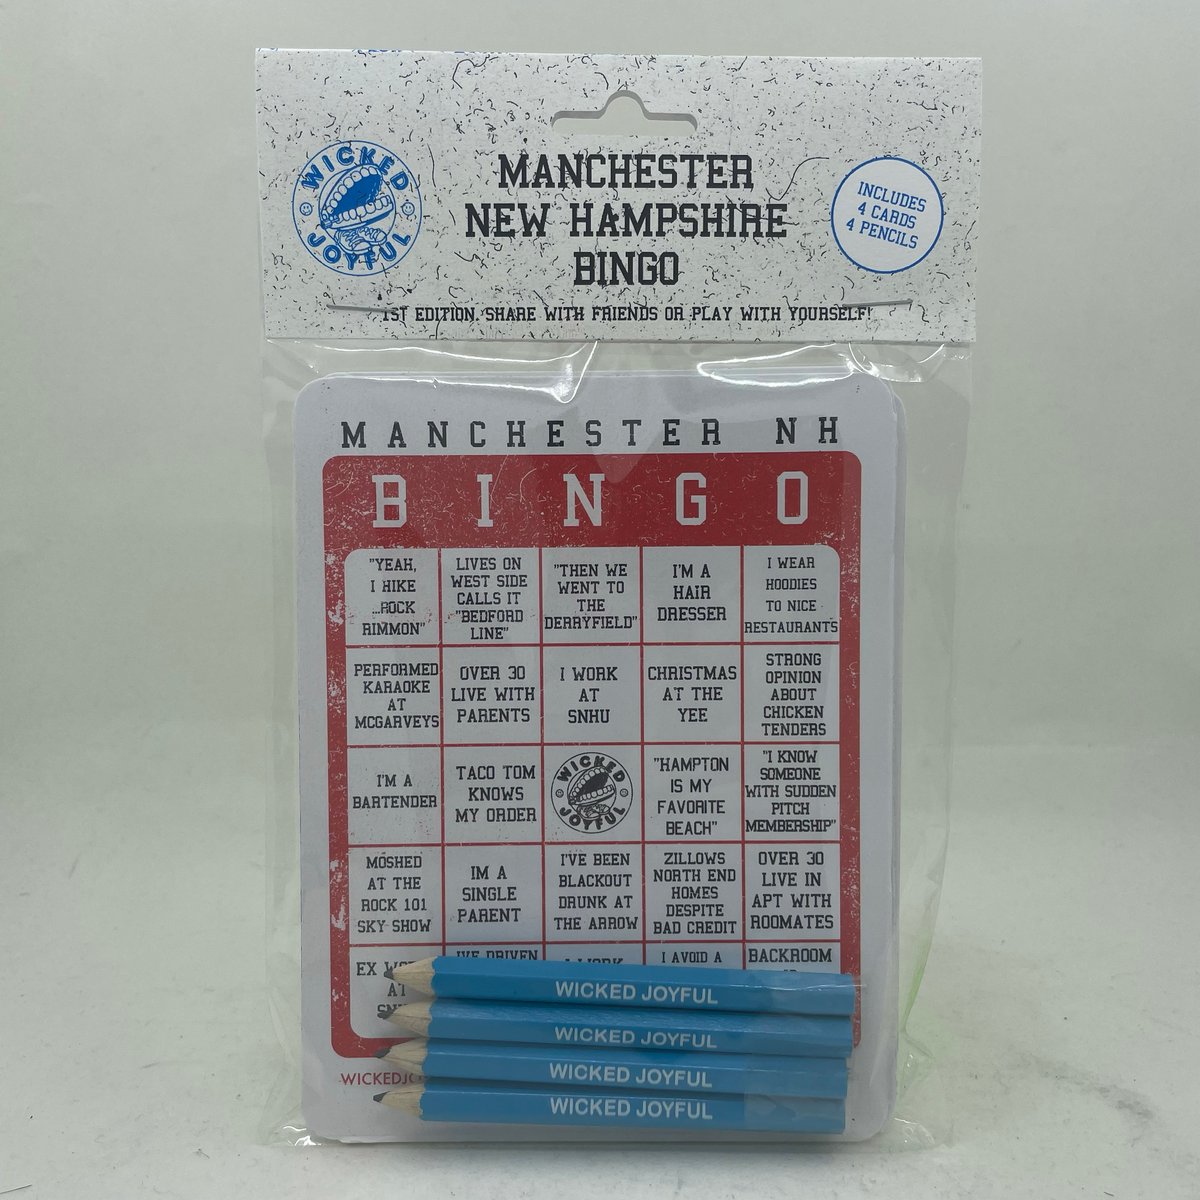 WICKED
JOYFUL
MANCHESTER
NEW HAMPSHIRE
BINGO
INCLUDES
4 CARDS
4 PENCILS
1ST EDITION. SHARE WITH FRIENDS OR PLAY WITH YOURSELF!
MANCHESTER NH
BINGO
"YEAH,
I HIKE
...ROCK
RIMMON"
LIVES ON
WEST SIDE
CALLS IT
"BEDFORD
LINE"
"THEN WE
WENT TO
THE
DERRYFIELD"
I'M A
HAIR
DRESSER
I WEAR
HOODIES
TO NICE
RESTAURANTS
PERFORMED
KARAOKE
AT
MCGARVEYS
OVER 30
LIVE WITH
PARENTS
I WORK
AT
SNHU
CHRISTMAS
AT THE
YEE
STRONG
OPINION
ABOUT
CHICKEN
TENDERS
I'M A
BARTENDER
TACO TOM
KNOWS
MY ORDER
WICKED
JOYFUL
"HAMPTON
IS MY
FAVORITE
BEACH"
"I KNOW
SOMEONE
WITH SUDDEN
PITCH
MEMBERSHIP"
MOSHED
AT THE
ROCK 101
SKY SHOW
IM A
SINGLE
PARENT
I'VE BEEN
BLACKOUT
DRUNK AT
THE ARROW
ZILLOWS
NORTH END
HOMES
DESPITE
BAD CREDIT
OVER 30
LIVE IN
APT WITH
ROOMATES
EX
AT
IVE DRIVEN
I WORK
I AVOID A
BACKROOM
WICKED JOYFUL
WICKED JOYFUL
WICKED JOYFUL
WICKED JOYFUL